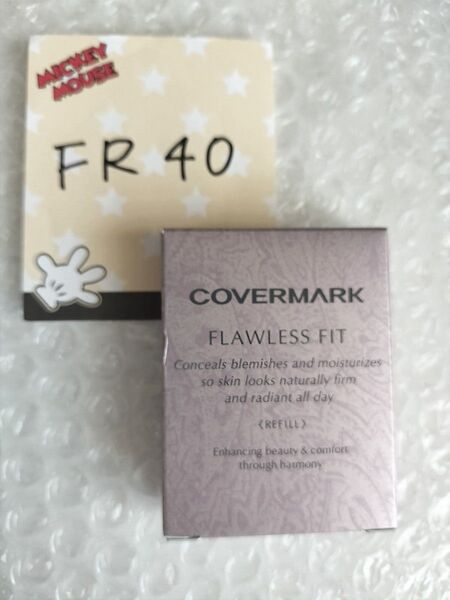 MICKEY
MOUSE
FR 40
COVERMARK
FLAWLESS FIT
Conceals blemishes and moisturizes
so skin looks naturally firm
and radiant all day
〈REFILL〉
Enhancing beauty & comfort
through harmony